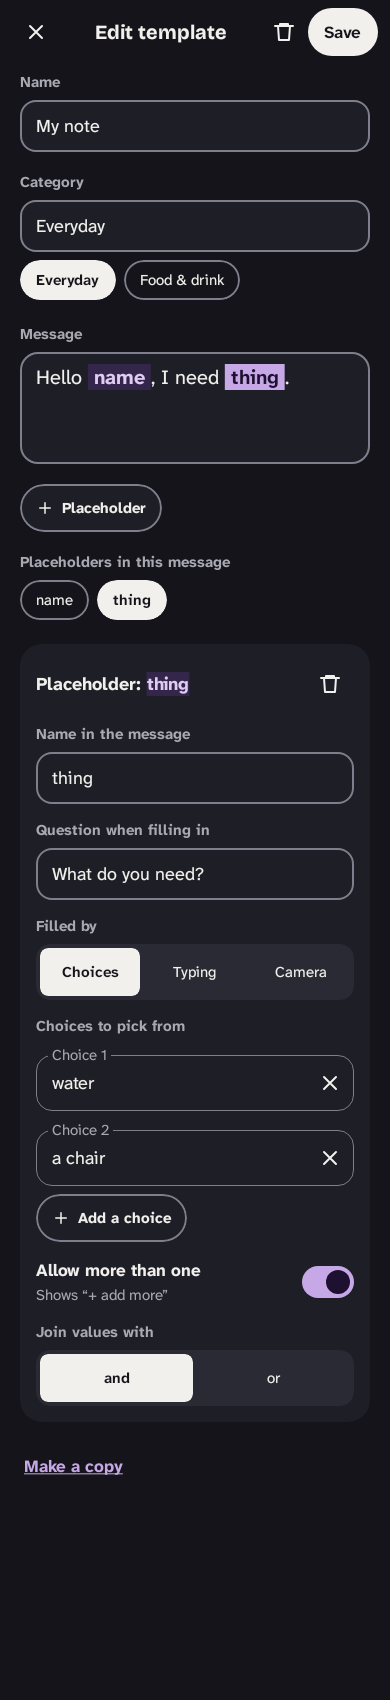 Edit template
Save
Name
My note
Category
Everyday
Everyday
Food & drink
Message
Hello name, I need thing.
+ Placeholder
Placeholders in this message
name
thing
Placeholder: thing
Name in the message
thing
Question when filling in
What do you need?
Filled by
Choices
Typing
Camera
Choices to pick from
Choice 1
water
Choice 2
a chair
+ Add a choice
Allow more than one
Shows “+ add more”
Join values with
and
or
Make a copy